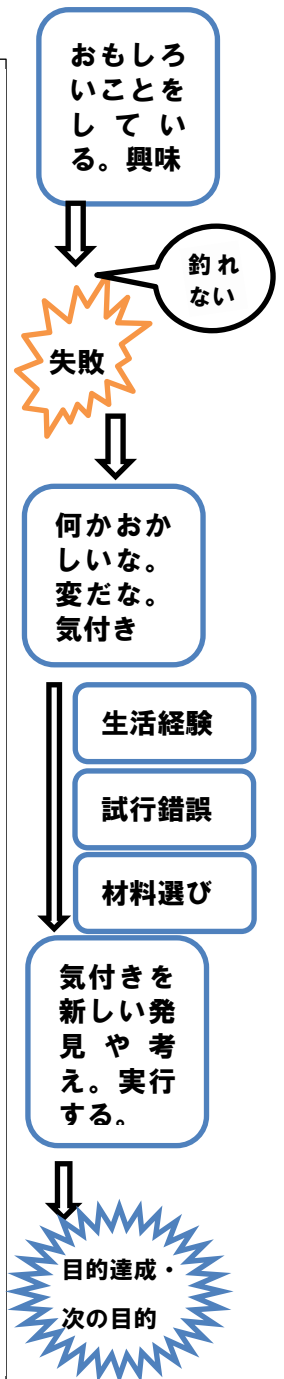 おもしろ
いことを
してい
る。興味
釣れ
ない
失敗
何かおか
しいな。
変だな。
気付き
生活経験
試行錯誤
材料選び
気付きを
新しい発
見や考
え。実行
する。
目的達成・
次の目的